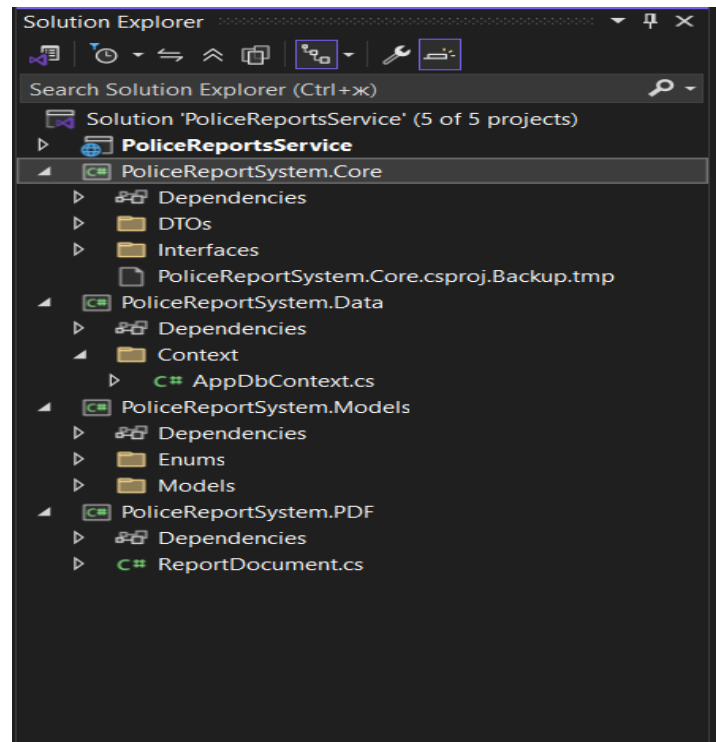 Solution Explorer
Search Solution Explorer (Ctrl+ж)
Solution 'PoliceReportsService' (5 of 5 projects)
PoliceReportsService
C# PoliceReportSystem.Core
Dependencies
DTOs
Interfaces
PoliceReportSystem.Core.csproj.Backup.tmp
C# PoliceReportSystem.Data
Dependencies
Context
C# AppDbContext.cs
C# PoliceReportSystem.Models
Dependencies
Enums
Models
C# PoliceReportSystem.PDF
Dependencies
C# ReportDocument.cs